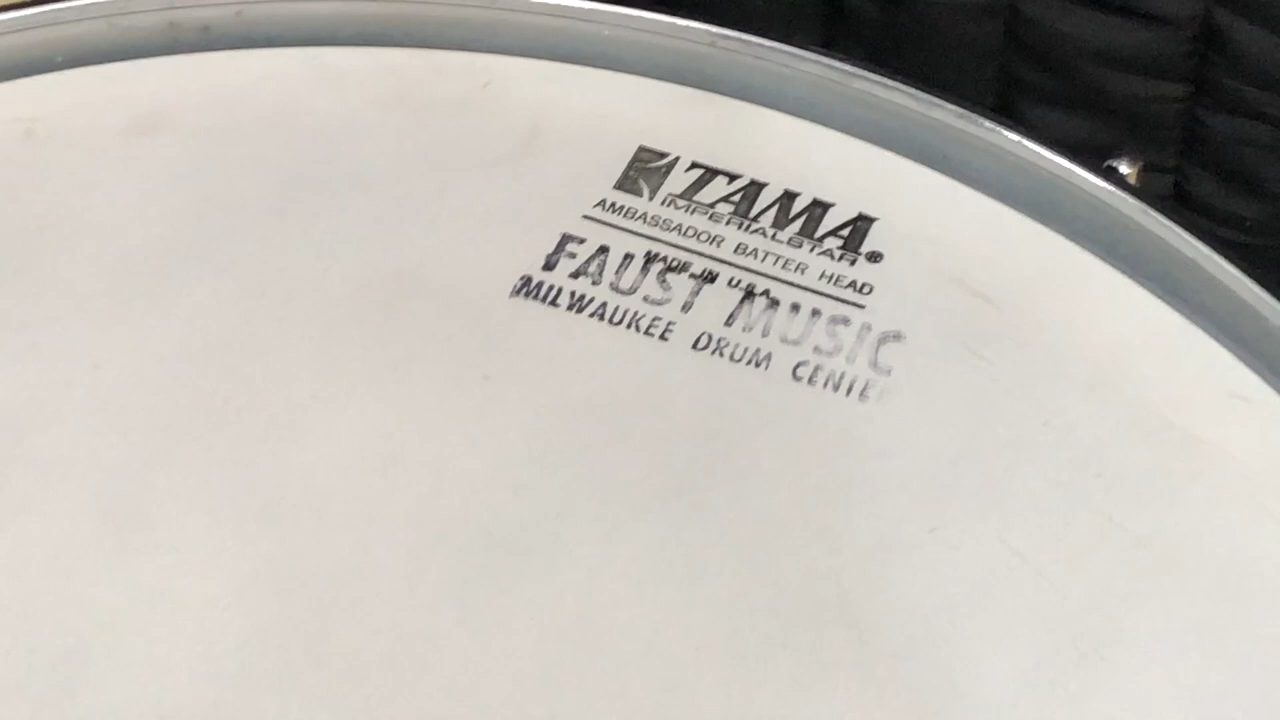 TAMA
IMPERIALSTAR®
AMBASSADOR BATTER HEAD
MADE IN U.S.A.
FAUST MUSIC
MILWAUKEE DRUM CENTER